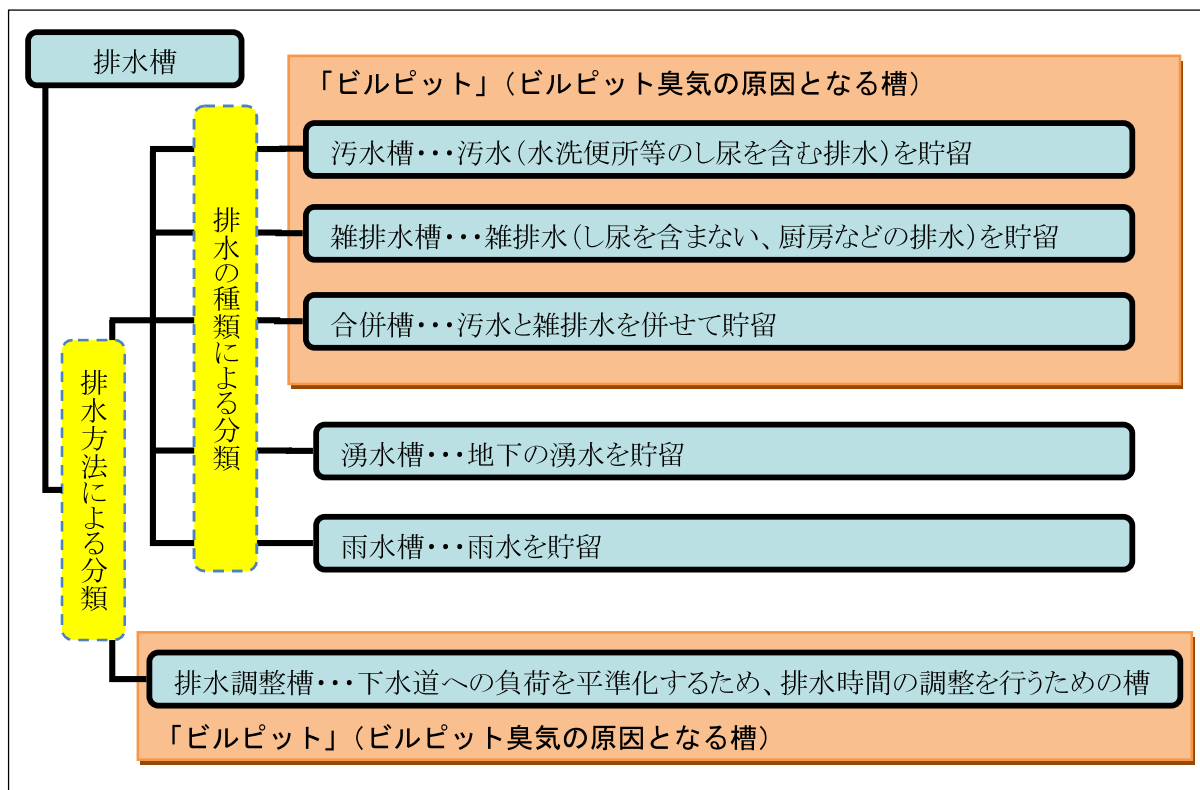 排水槽
「ビルピット」（ビルピット臭気の原因となる槽）
汚水槽・・・汚水（水洗便所等のし尿を含む排水）を貯留
雑排水槽・・・雑排水（し尿を含まない、厨房などの排水）を貯留
合併槽・・・汚水と雑排水を併せて貯留
排水の種類による分類
排水方法による分類
湧水槽・・・地下の湧水を貯留
雨水槽・・・雨水を貯留
排水調整槽・・・下水道への負荷を平準化するため、排水時間の調整を行うための槽
「ビルピット」（ビルピット臭気の原因となる槽）